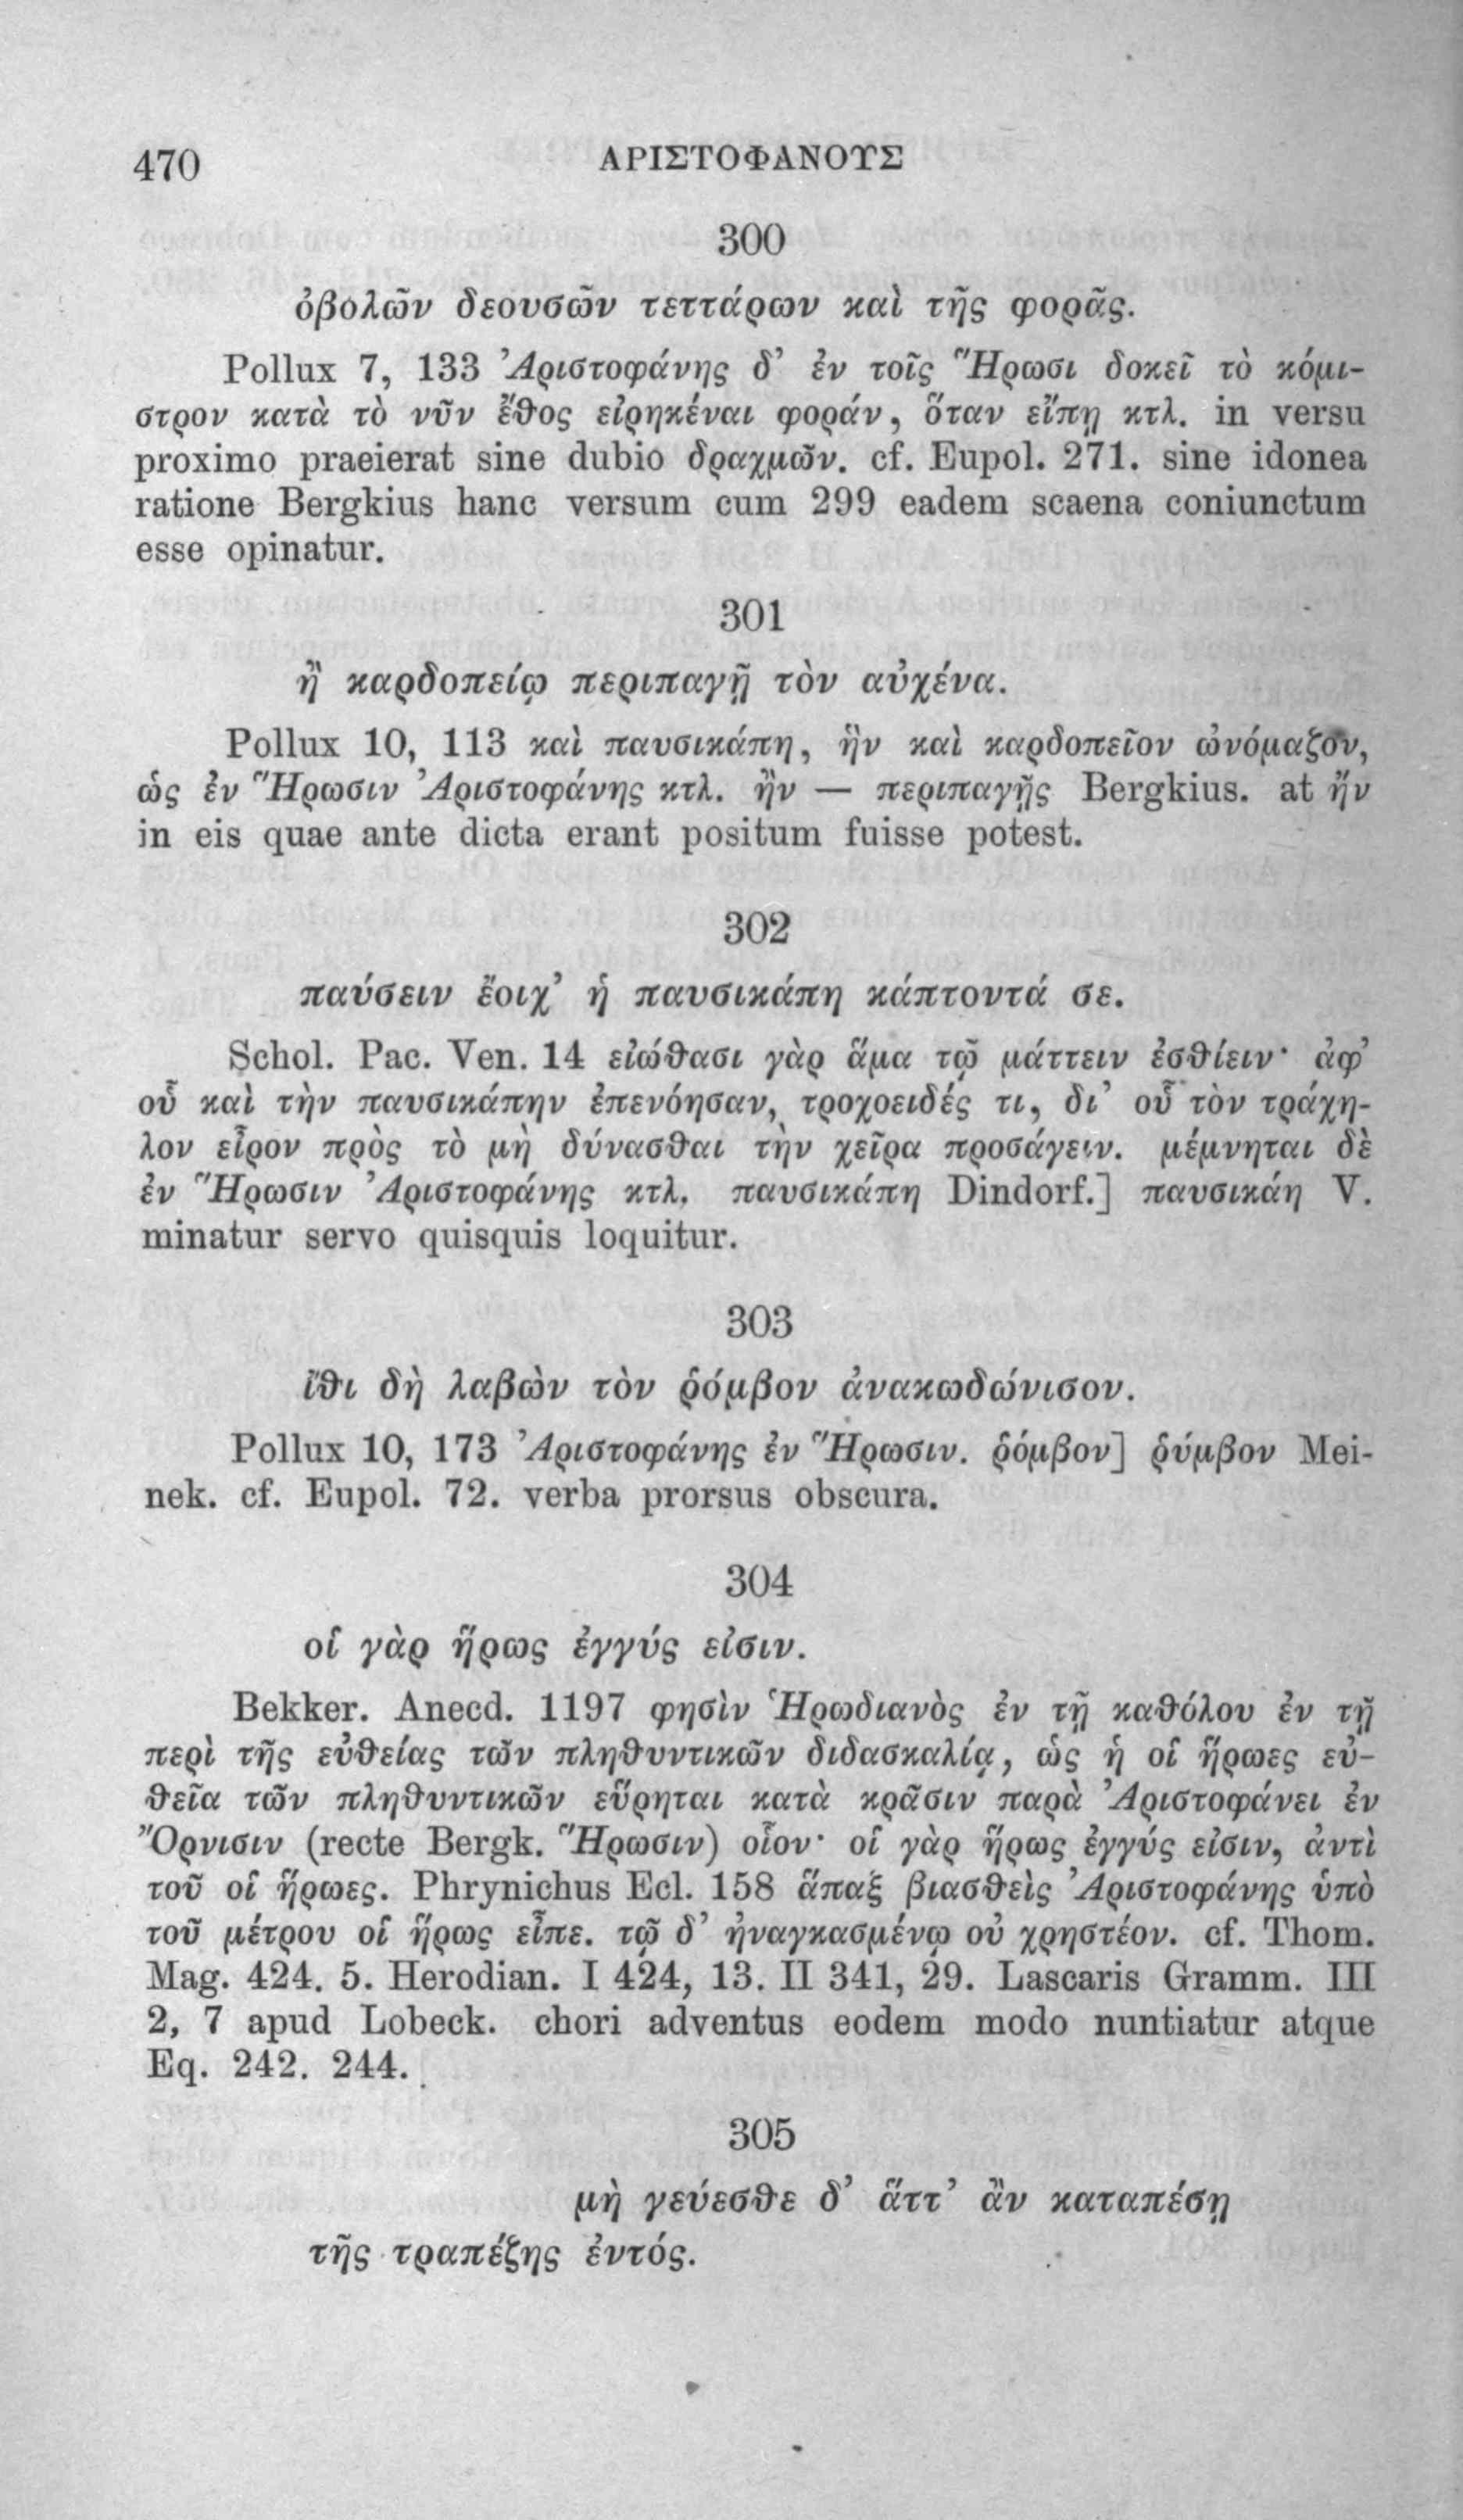 470 ΑΡΙΣΤΟΦΑΝΟΥΣ
300
ὀβολῶν δεουσῶν τεττάρων καὶ τῆς φορᾶς.
Pollux 7, 133 Ἀριστοφάνης δ’ ἐν τοῖς Ἥρωσι δοκεῖ τὸ κόμι-
στρον κατὰ τὸ νῦν ἔθος εἰρηκέναι φοράν, ὅταν εἴπῃ κτλ. in versu
proximo praeierat sine dubio δραχμῶν. cf. Eupol. 271. sine idonea
ratione Bergkius hanc versum cum 299 eadem scaena coniunctum
esse opinatur.
301
ἢ καρδοπείῳ περιπαγῇ τὸν αὐχένα.
Pollux 10, 113 καὶ παυσικάπη, ἣν καὶ καρδοπεῖον ὠνόμαζον,
ὡς ἐν Ἥρωσιν Ἀριστοφάνης κτλ. ἢν — περιπαγῇς Bergkius. at ἤν
in eis quae ante dicta erant positum fuisse potest.
302
παύσειν ἔοιχ’ ἡ παυσικάπη κάπτοντά σε.
Schol. Pac. Ven. 14 εἰώθασι γὰρ ἅμα τῷ μάττειν ἐσθίειν· ἀφ’
οὗ καὶ τὴν παυσικάπην ἐπενόησαν, τροχοειδές τι, δι’ οὗ τὸν τράχη-
λον εἶρον πρὸς τὸ μὴ δύνασθαι τὴν χεῖρα προσάγειν. μέμνηται δὲ
ἐν Ἥρωσιν Ἀριστοφάνης κτλ. παυσικάπη Dindorf.] παυσικάη V.
minatur servo quisquis loquitur.
303
ἴθι δὴ λαβὼν τὸν ῥόμβον ἀνακωδώνισον.
Pollux 10, 173 Ἀριστοφάνης ἐν Ἥρωσιν. ῥόμβον] ῥύμβον Mei-
nek. cf. Eupol. 72. verba prorsus obscura.
304
οἱ γὰρ ἥρως ἐγγύς εἰσιν.
Bekker. Anecd. 1197 φησὶν Ἡρωδιανὸς ἐν τῇ καθόλου ἐν τῇ
περὶ τῆς εὐθείας τῶν πληθυντικῶν διδασκαλίᾳ, ὡς ἡ οἱ ἥρωες εὐ-
θεῖα τῶν πληθυντικῶν εὕρηται κατὰ κρᾶσιν παρὰ Ἀριστοφάνει ἐν
Ὄρνισιν (recte Bergk. Ἥρωσιν) οἷον· οἱ γὰρ ἥρως ἐγγύς εἰσιν, ἀντὶ
τοῦ οἱ ἥρωες. Phrynichus Ecl. 158 ἅπαξ βιασθεὶς Ἀριστοφάνης ὑπὸ
τοῦ μέτρου οἱ ἥρως εἶπε. τῷ δ’ ἠναγκασμένῳ οὐ χρηστέον. cf. Thom.
Mag. 424. 5. Herodian. I 424, 13. II 341, 29. Lascaris Gramm. III
2, 7 apud Lobeck. chori adventus eodem modo nuntiatur atque
Eq. 242. 244.
305
μὴ γεύεσθε δ’ ἅττ’ ἂν καταπέσῃ
τῆς τραπέζης ἐντός.